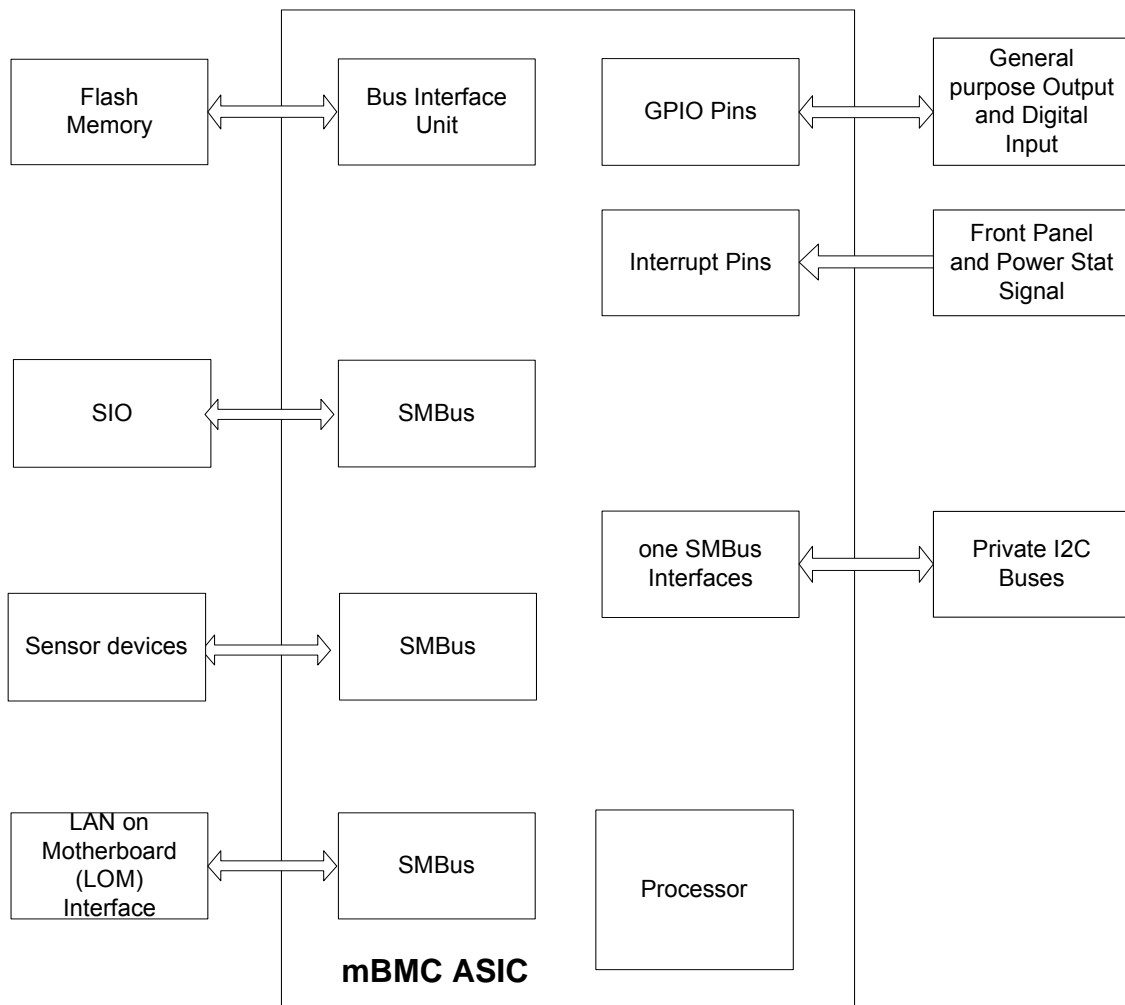 Flash
Memory
Bus Interface
Unit
GPIO Pins
General
purpose Output
and Digital
Input
Interrupt Pins
Front Panel
and Power Stat
Signal
SIO
SMBus
one SMBus
Interfaces
Private I2C
Buses
Sensor devices
SMBus
LAN on
Motherboard
(LOM)
Interface
SMBus
Processor
mBMC ASIC